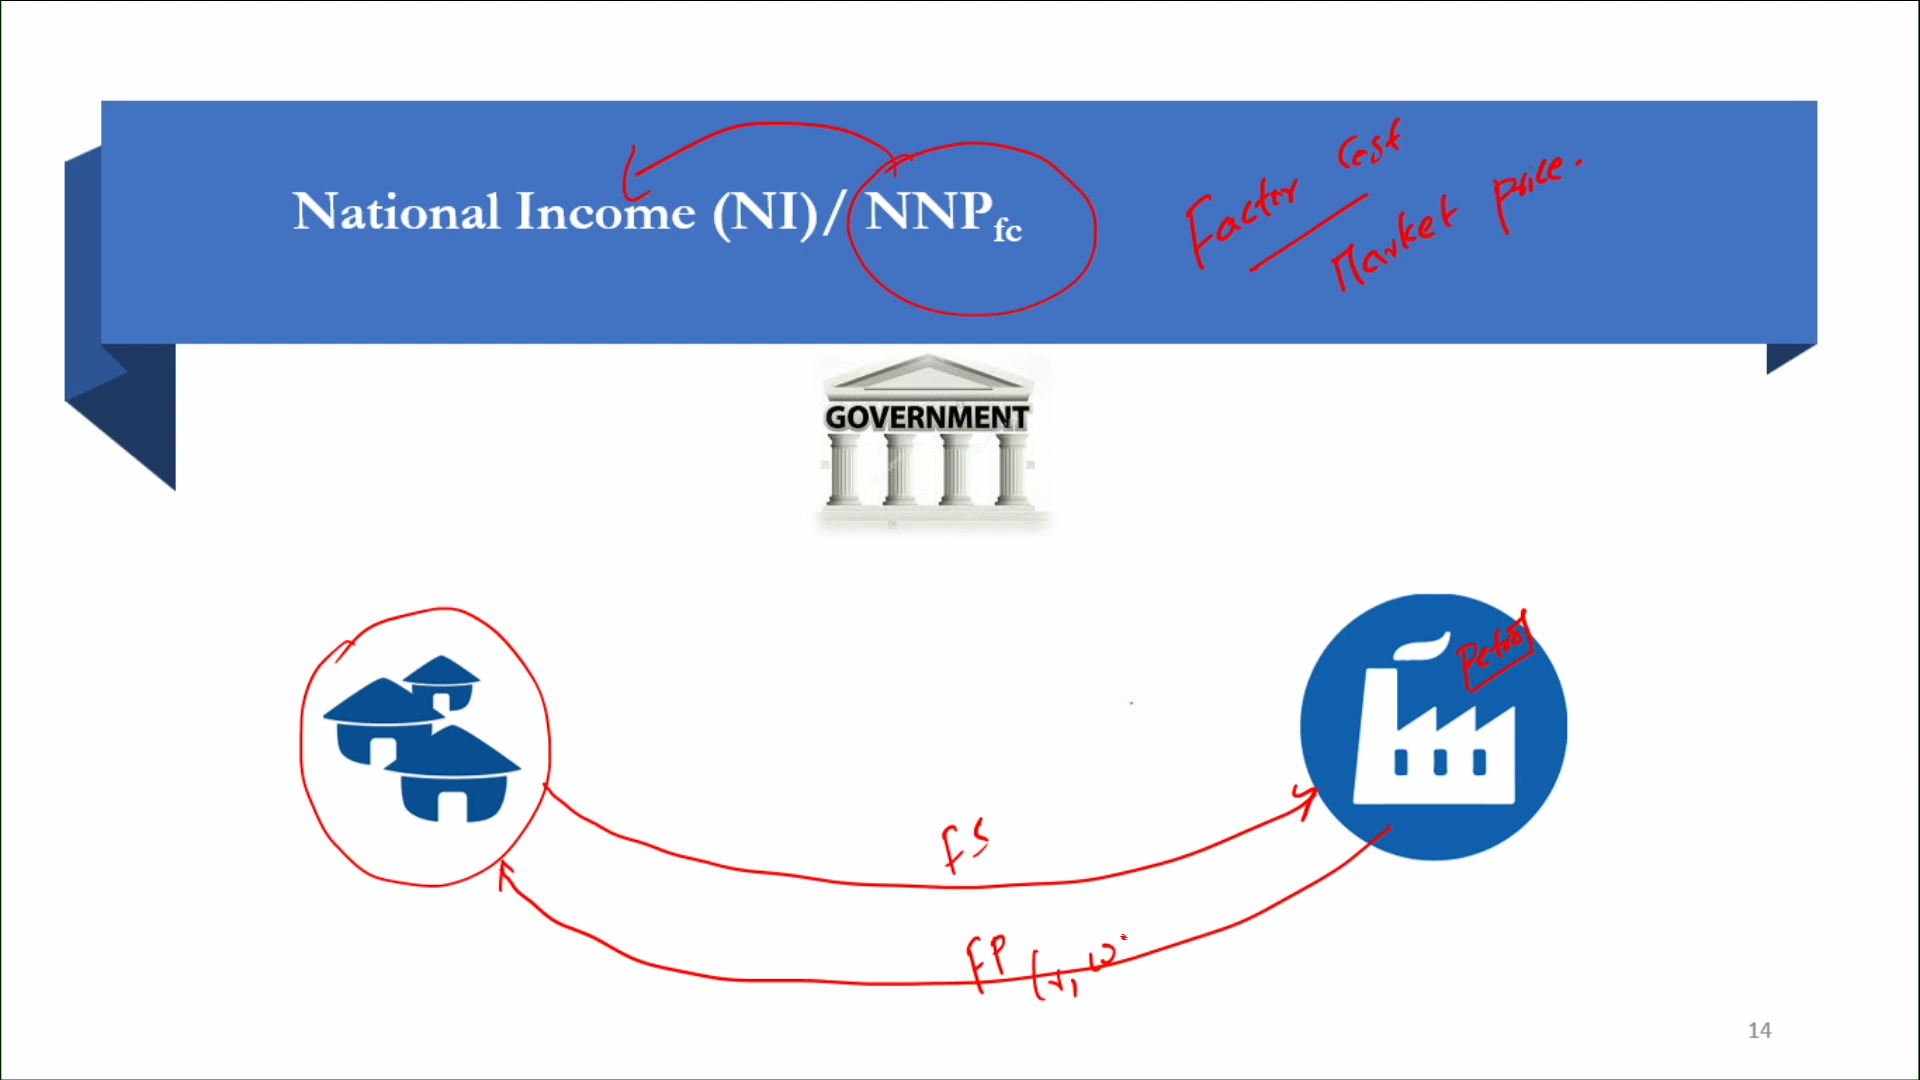 Factor Cost
Market Price.
National Income (NI)/ NNPfc
GOVERNMENT
Petrol
FS
FP (r, w
14